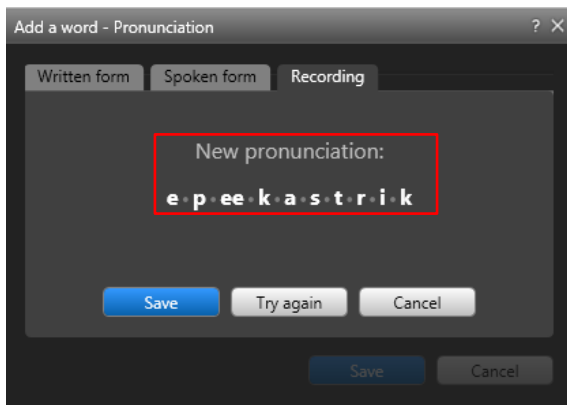 Add a word - Pronunciation ? ×
Written form Spoken form Recording
New pronunciation:
e·p·ee·k·a·s·t·r·i·k
Save Try again Cancel
Save Cancel